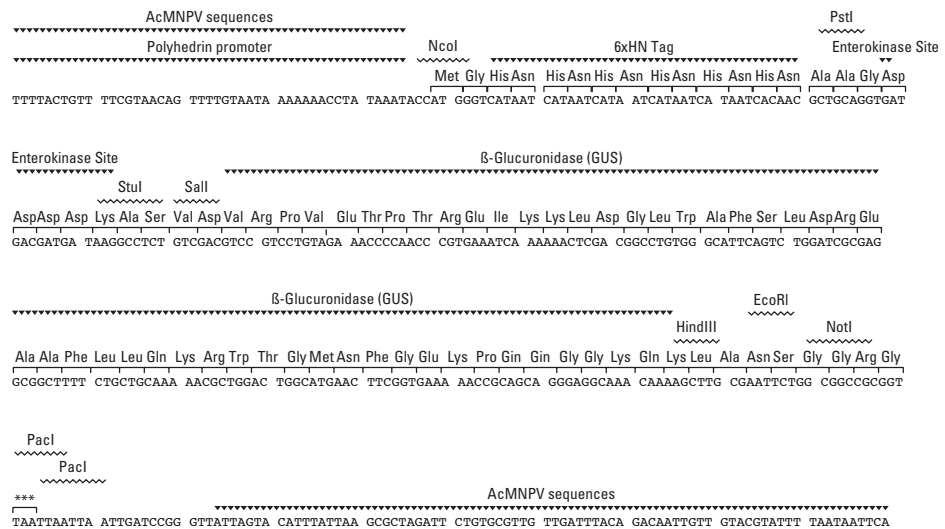 AcMNPV sequences
PstI
Polyhedrin promoter NcoI 6xHN Tag Enterokinase Site
Met Gly His Asn His Asn His Asn His Asn His Asn His Asn Ala Ala Gly Asp
TTTTACTGTT TTCGTAACAG TTTTGTAATA AAAAAACCTA TAAATACCAT GGGTCATAAT CATAATCATA ATCATAATCA TAATCACAAC GCTGCAGGTGAT
Enterokinase Site ß-Glucuronidase (GUS)
StuI SalI
Asp Asp Asp Lys Ala Ser Val Asp Val Arg Pro Val Glu Thr Pro Thr Arg Glu Ile Lys Lys Leu Asp Gly Leu Trp Ala Phe Ser Leu Asp Arg Glu
GACGATGATA AGGCCTCT GTCGACGTCC GTCCTGTAGA AACCCCAACC CGTGAAATCA AAAAACTCGA CGGCCTGTGG GCATTCAGTC TGGATCGCGAG
ß-Glucuronidase (GUS)
EcoRI
HindIII NotI
Ala Ala Phe Leu Leu Gln Lys Arg Trp Thr Gly Met Asn Phe Gly Glu Lys Pro Gin Gin Gly Gly Lys Gln Lys Leu Ala Asn Ser Gly Gly Arg Gly
GCGGCTTTT CTGCTGCAAA AACGCTGGAC TGGCATGAAC TTCGGTGAAA AACCGCAGCA GGGAGGCAAA CAAAAGCTTG CGAATTCTGG CGGCCGCGGT
PacI
PacI
*** AcMNPV sequences
TAATTAATTA ATTGATCCGG GTTATTAGTA CATTTATTAA GCGCTAGATT CTGTGCGTTG TTGATTTACA GACAATTGTT GTACGTATTT TAATAATTCA